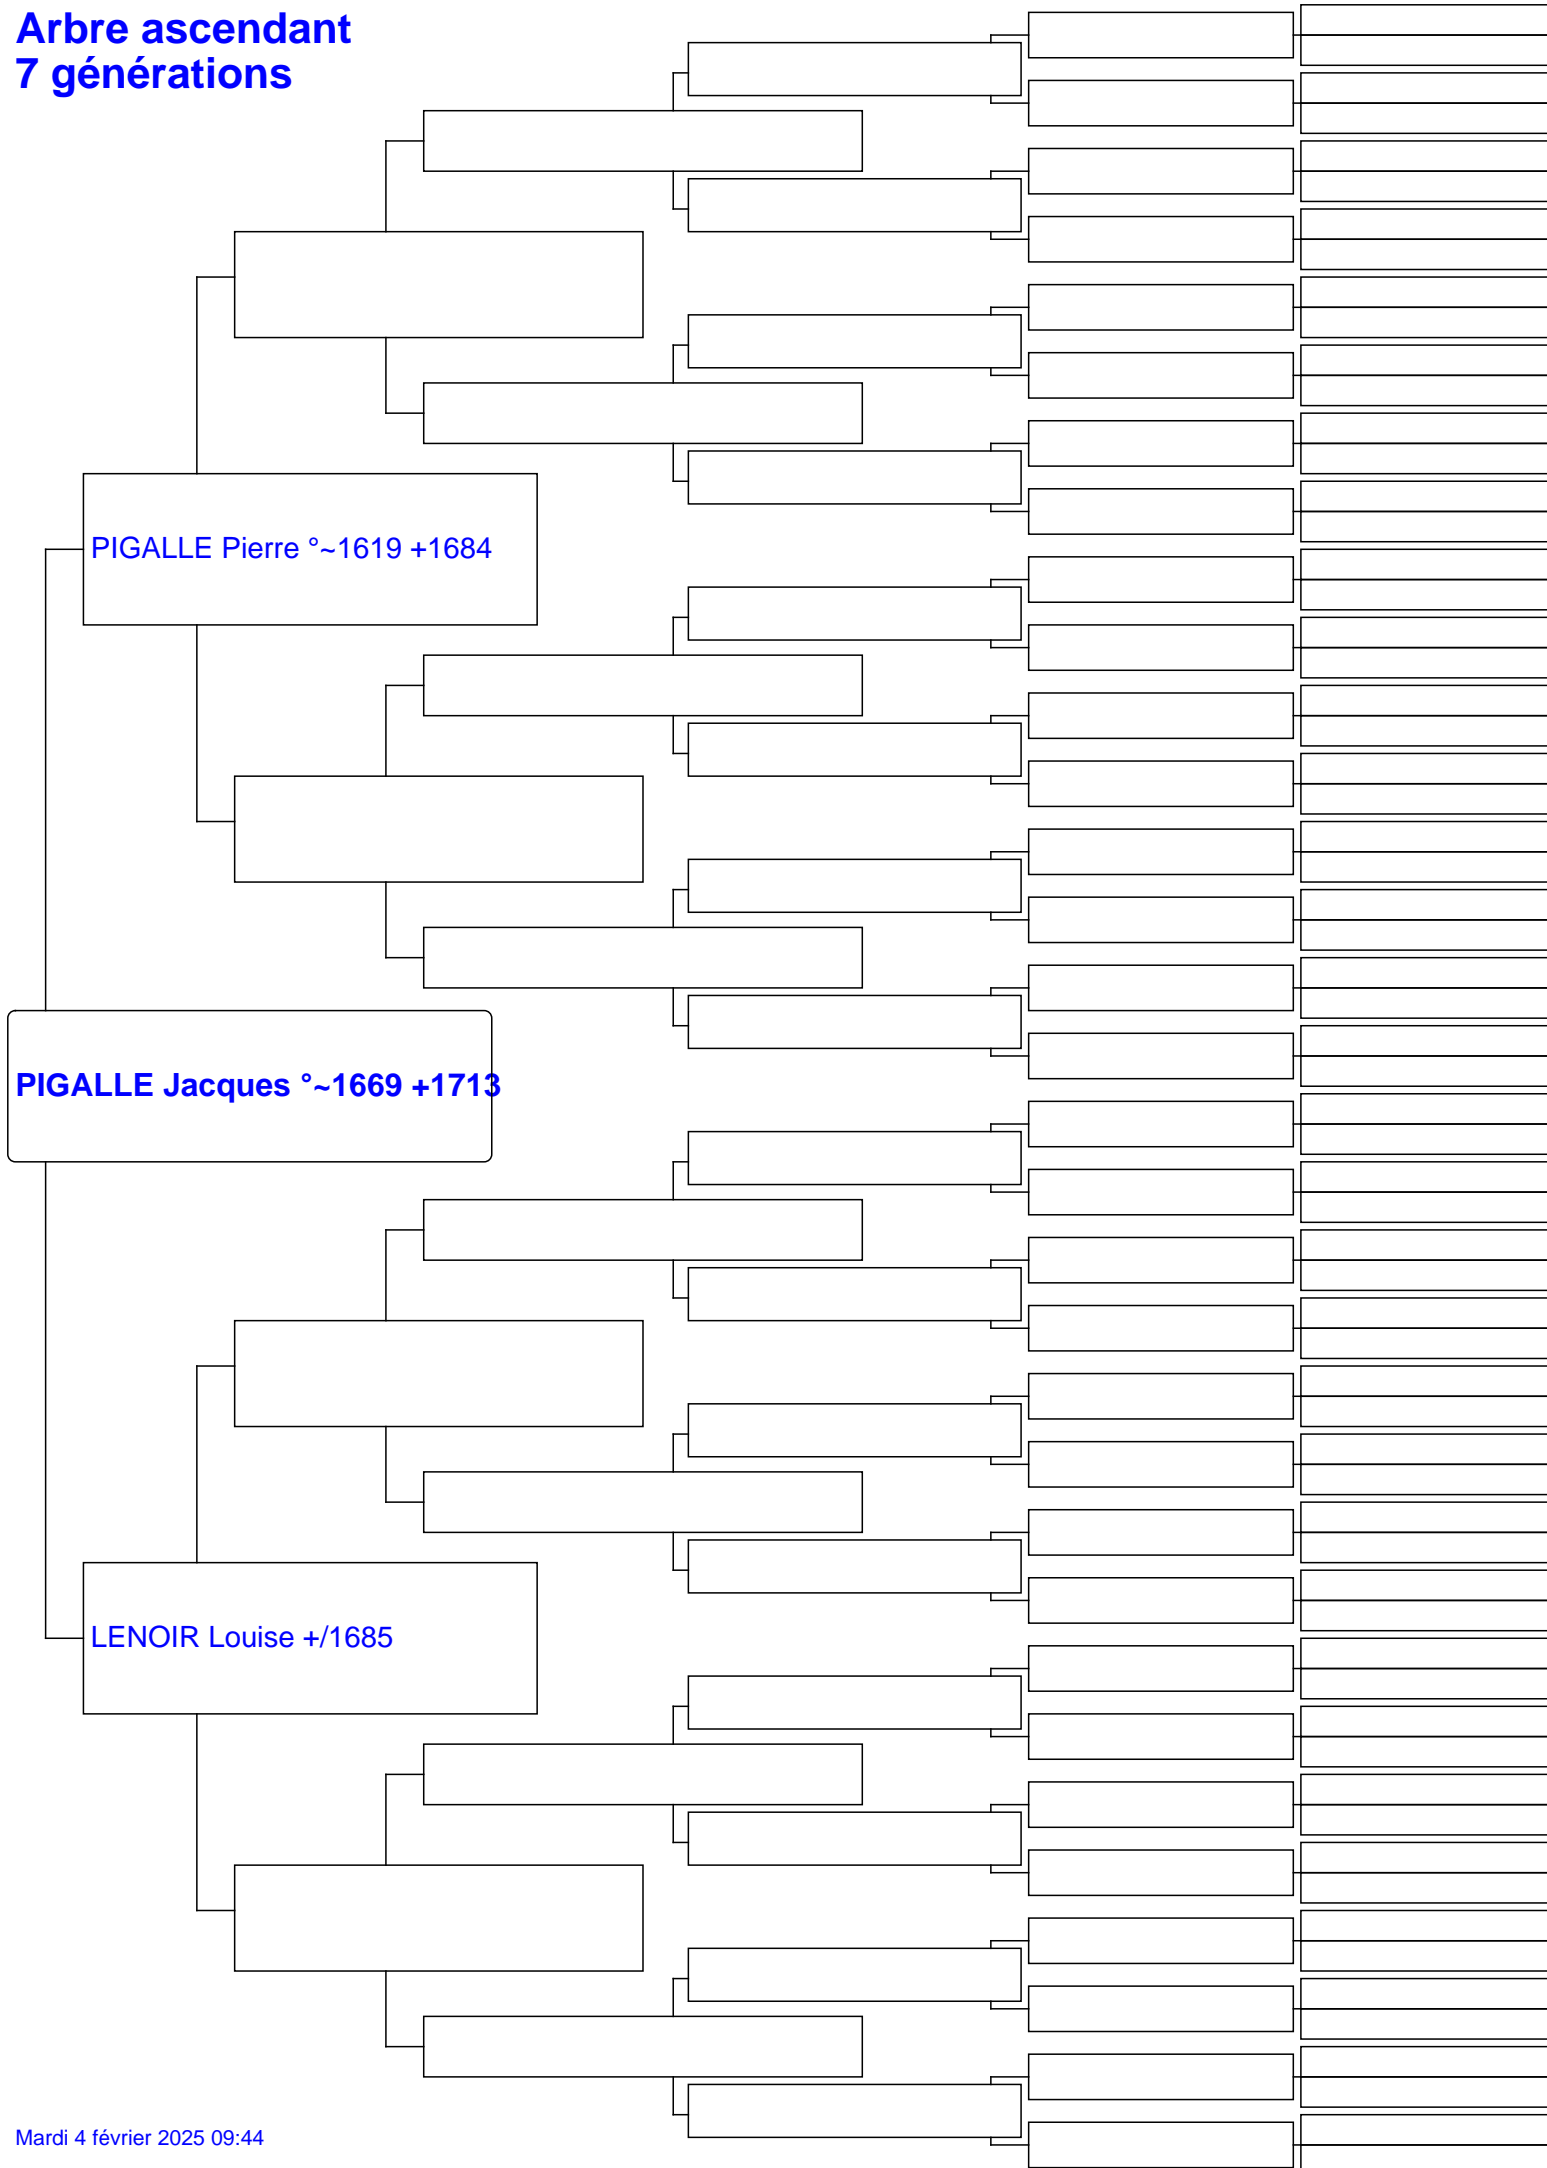 Arbre ascendant
7 générations
PIGALLE Pierre °~1619 +1684
PIGALLE Jacques °~1669 +1713
LENOIR Louise +/1685
Mardi 4 février 2025 09:44